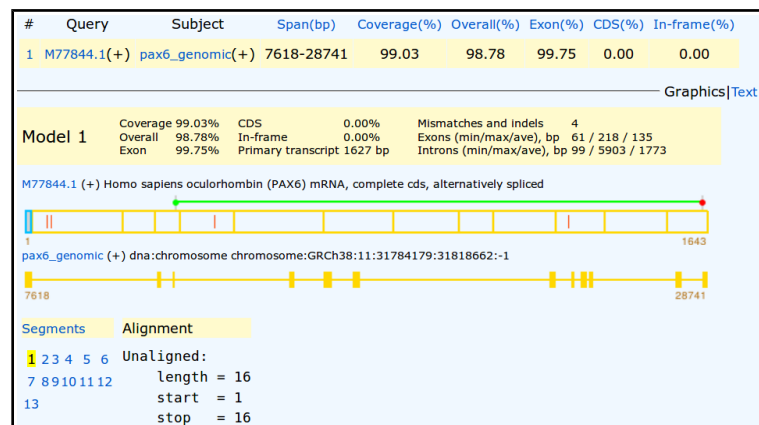 # Query Subject Span(bp) Coverage(%) Overall(%) Exon(%) CDS(%) In-frame(%)
1 M77844.1(+) pax6_genomic(+) 7618-28741 99.03 98.78 99.75 0.00 0.00
Graphics|Text
Model 1
Coverage 99.03% CDS 0.00% Mismatches and indels 4
Overall 98.78% In-frame 0.00% Exons (min/max/ave), bp 61 / 218 / 135
Exon 99.75% Primary transcript 1627 bp Introns (min/max/ave), bp 99 / 5903 / 1773
M77844.1 (+) Homo sapiens oculorhombin (PAX6) mRNA, complete cds, alternatively spliced
1 1643
pax6_genomic (+) dna:chromosome chromosome:GRCh38:11:31784179:31818662:-1
7618 28741
Segments Alignment
1 2 3 4 5 6 Unaligned:
7 8 9 10 11 12 length = 16
13 start = 1
stop = 16